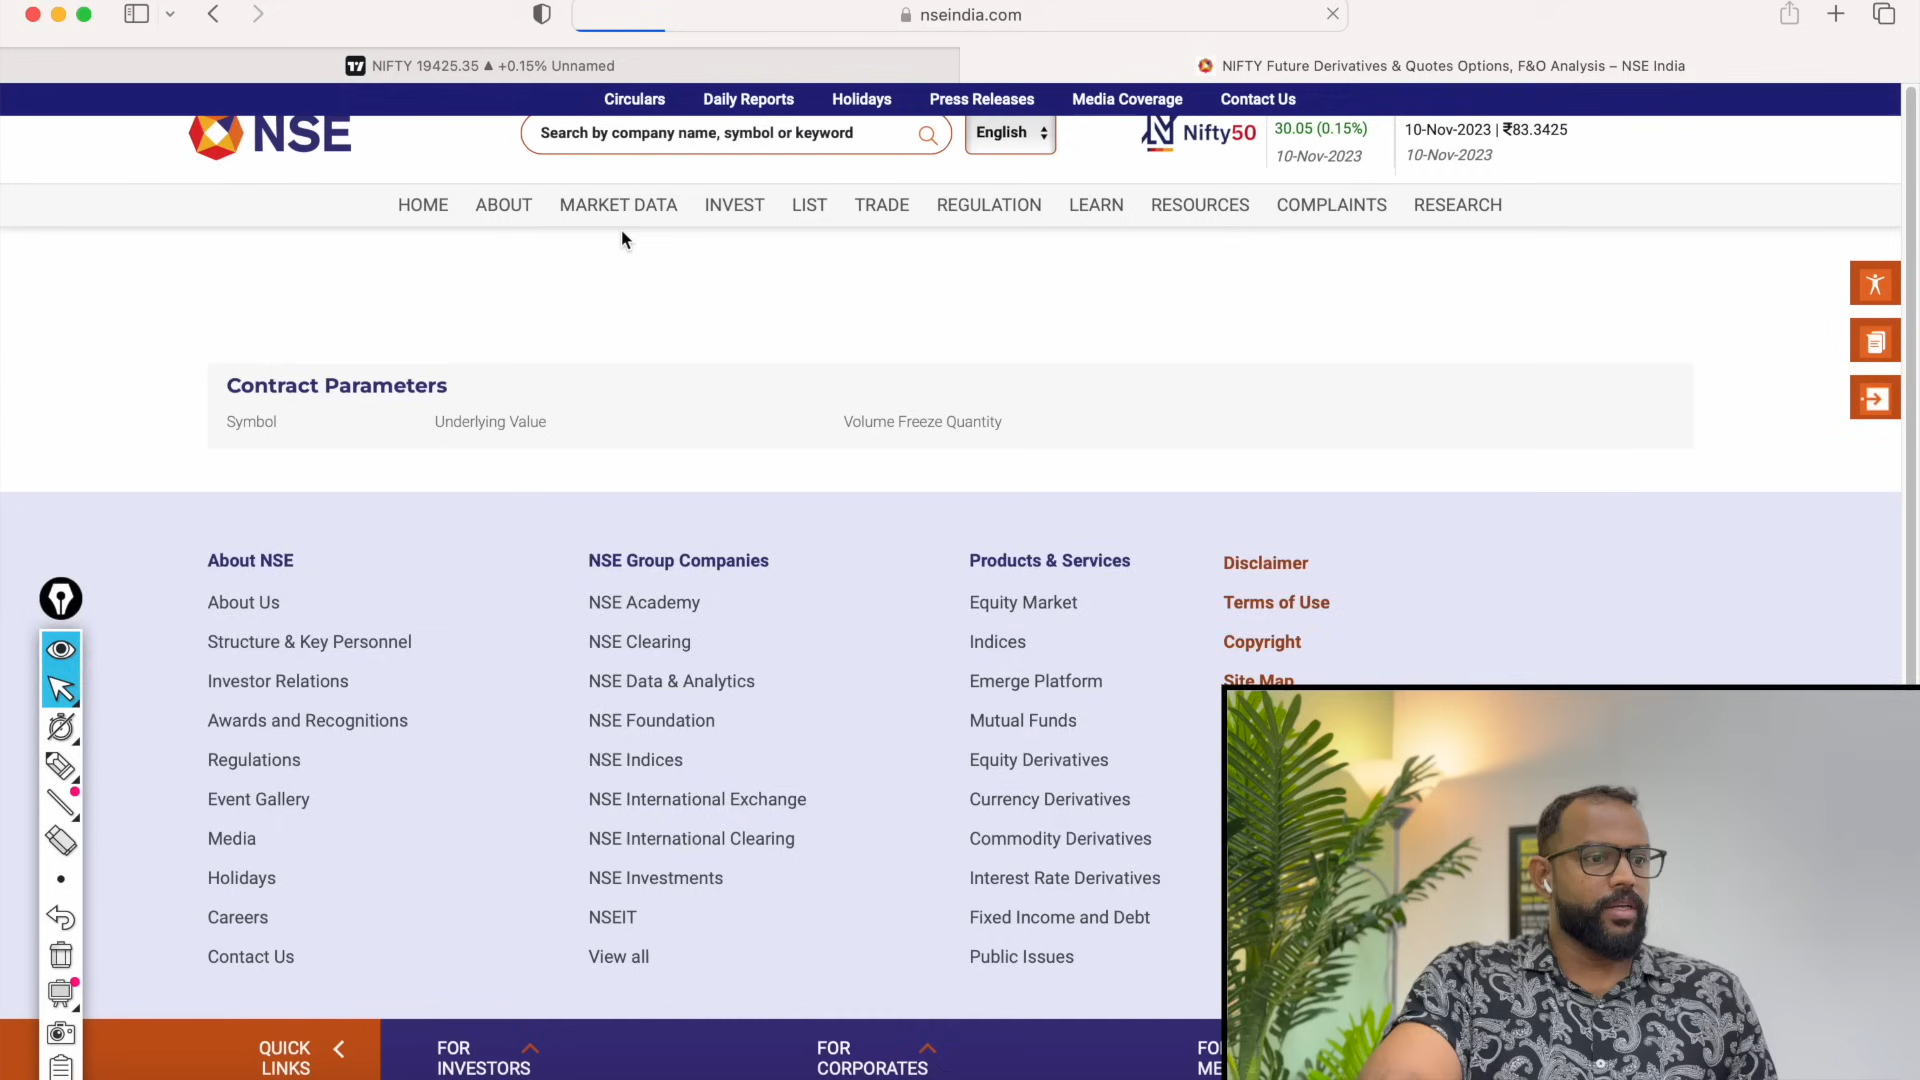 nseindia.com
NIFTY 19425.35 ▲ +0.15% Unnamed
NIFTY Future Derivatives & Quotes Options, F&O Analysis – NSE India
Circulars Daily Reports Holidays Press Releases Media Coverage Contact Us
NSE
Search by company name, symbol or keyword
English
Nifty50
30.05 (0.15%)
10-Nov-2023
10-Nov-2023 | ₹83.3425
10-Nov-2023
HOME ABOUT MARKET DATA INVEST LIST TRADE REGULATION LEARN RESOURCES COMPLAINTS RESEARCH
Contract Parameters
Symbol Underlying Value Volume Freeze Quantity
About NSE
About Us
Structure & Key Personnel
Investor Relations
Awards and Recognitions
Regulations
Event Gallery
Media
Holidays
Careers
Contact Us
NSE Group Companies
NSE Academy
NSE Clearing
NSE Data & Analytics
NSE Foundation
NSE Indices
NSE International Exchange
NSE International Clearing
NSE Investments
NSEIT
View all
Products & Services
Equity Market
Indices
Emerge Platform
Mutual Funds
Equity Derivatives
Currency Derivatives
Commodity Derivatives
Interest Rate Derivatives
Fixed Income and Debt
Public Issues
Disclaimer
Terms of Use
Copyright
Site Map
QUICK
LINKS
FOR
INVESTORS
FOR
CORPORATES